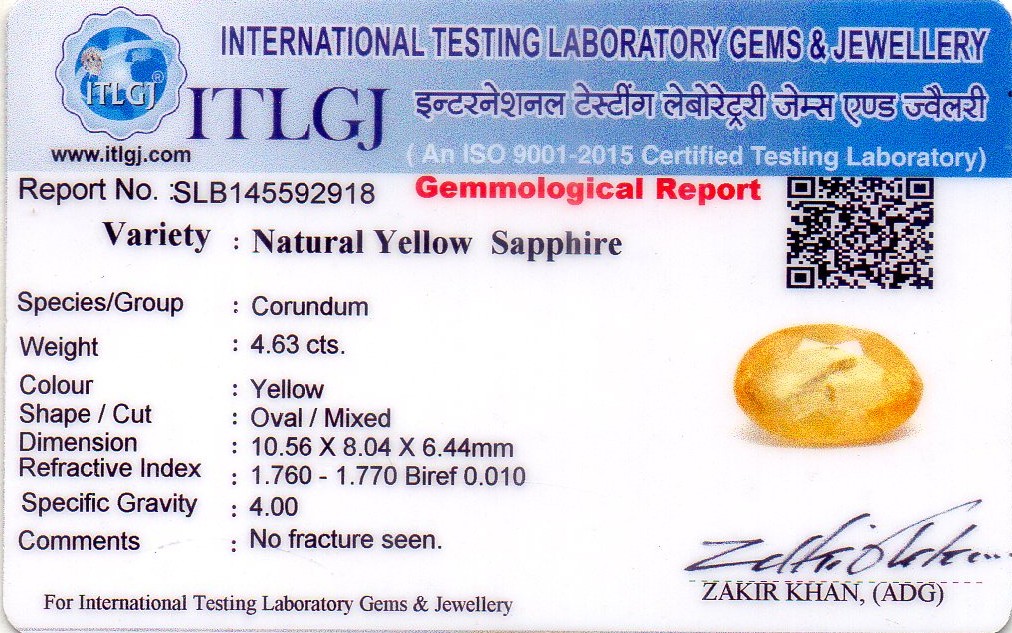 INTERNATIONAL TESTING LABORATORY GEMS & JEWELLERY
ITLGJ ®
ITLGJ
इन्टरनेशनल टेस्टींग लेबोरेट्ररी जेम्स एण्ड ज्वैलरी
www.itlgj.com
( An ISO 9001-2015 Certified Testing Laboratory)
Report No. :SLB145592918
Gemmological Report
Variety : Natural Yellow Sapphire
Species/Group : Corundum
Weight : 4.63 cts.
Colour : Yellow
Shape / Cut : Oval / Mixed
Dimension : 10.56 X 8.04 X 6.44mm
Refractive Index : 1.760 - 1.770 Biref 0.010
Specific Gravity : 4.00
Comments : No fracture seen.
ZAKIR KHAN, (ADG)
For International Testing Laboratory Gems & Jewellery